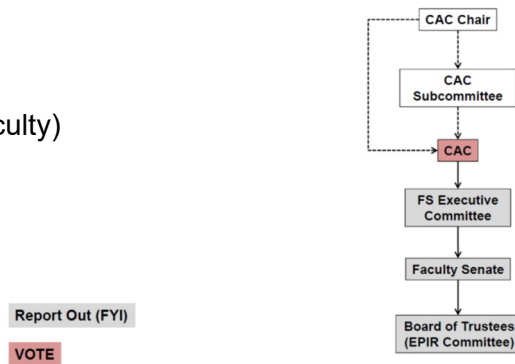 CAC Chair
CAC
Subcommittee
culty)
CAC
FS Executive
Committee
Faculty Senate
Report Out (FYI)
Board of Trustees
(EPIR Committee)
VOTE